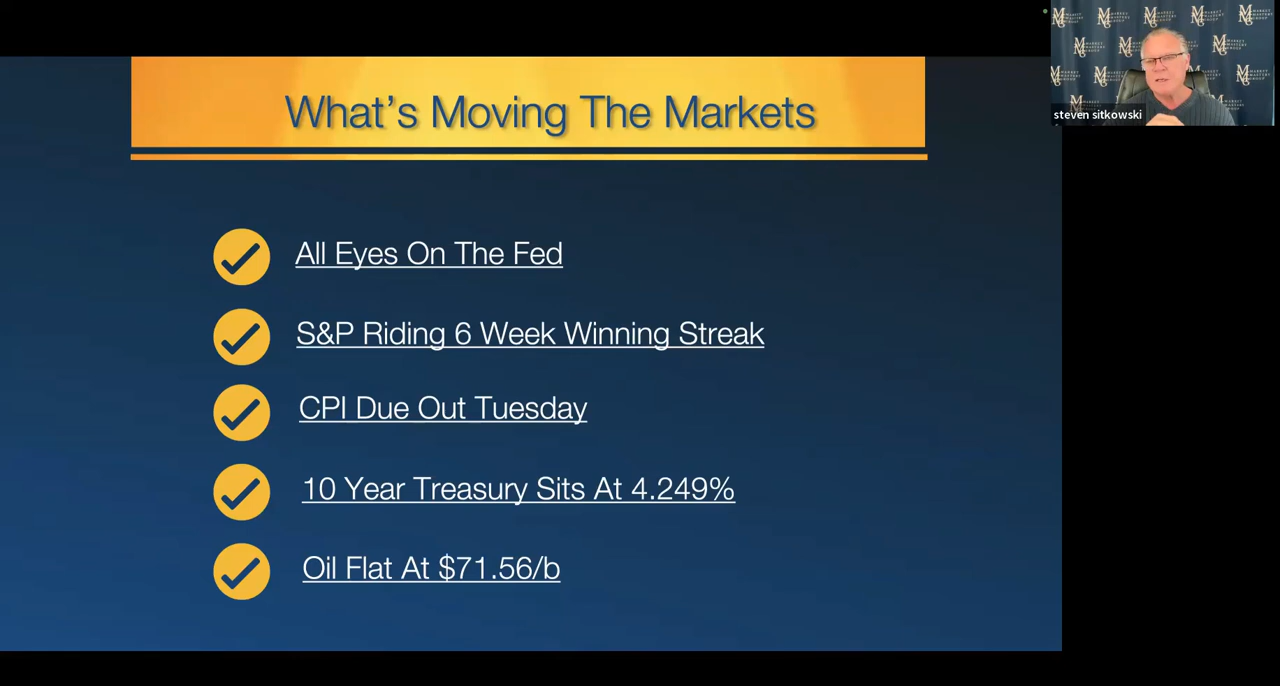 What's Moving The Markets
steven sitkowski
All Eyes On The Fed
S&P Riding 6 Week Winning Streak
CPI Due Out Tuesday
10 Year Treasury Sits At 4.249%
Oil Flat At $71.56/b